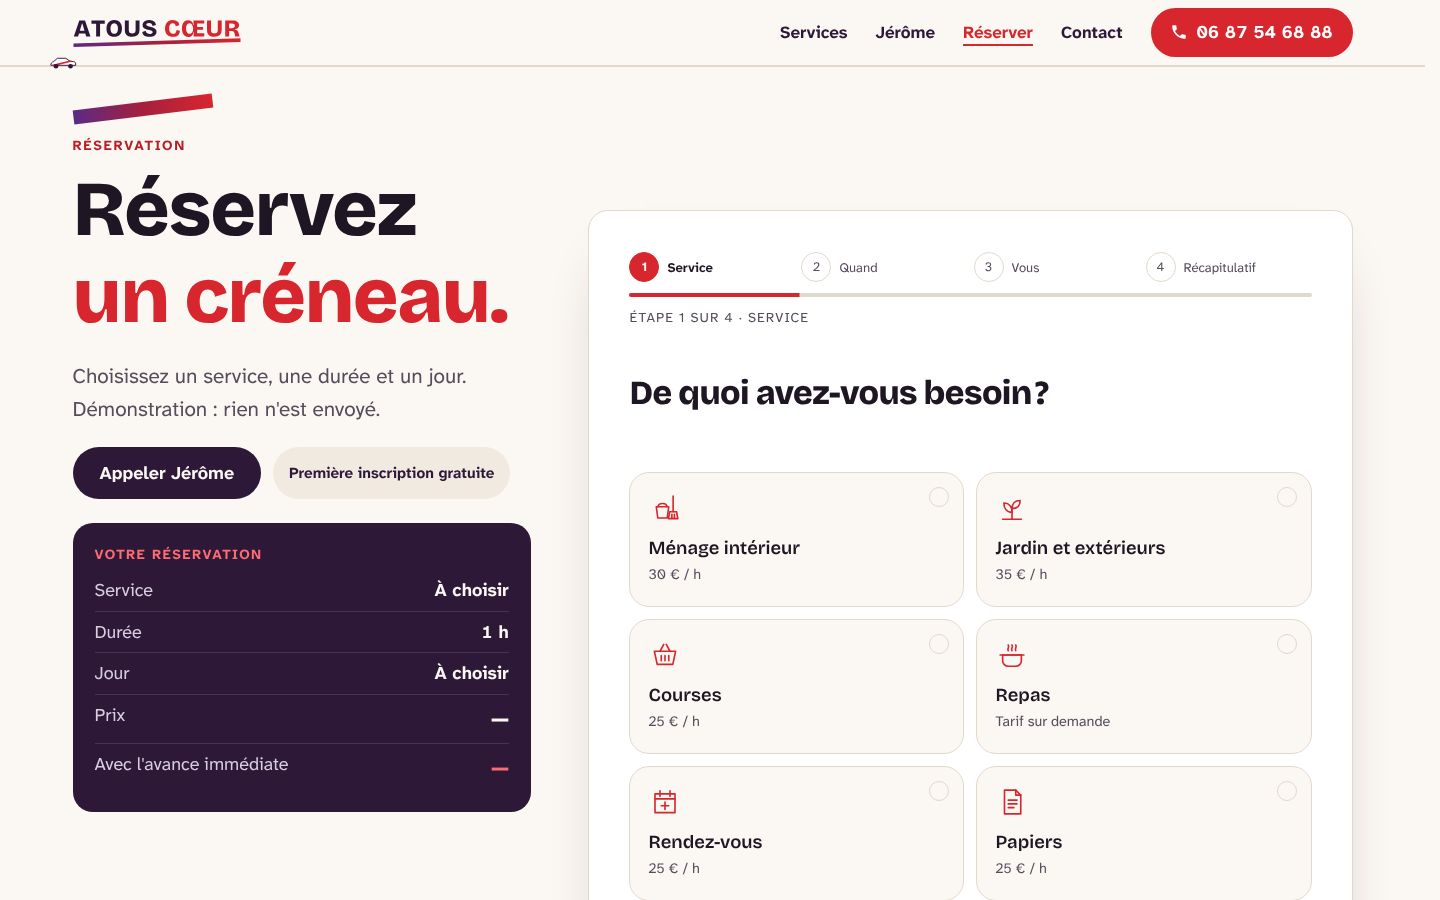 ATOUS CŒUR
Services
Jérôme
Réserver
Contact
06 87 54 68 88
RÉSERVATION
Réservez
un créneau.
Choisissez un service, une durée et un jour.
Démonstration : rien n'est envoyé.
Appeler Jérôme
Première inscription gratuite
VOTRE RÉSERVATION
Service À choisir
Durée 1 h
Jour À choisir
Prix —
Avec l'avance immédiate —
1 Service
2 Quand
3 Vous
4 Récapitulatif
ÉTAPE 1 SUR 4 · SERVICE
De quoi avez-vous besoin ?
Ménage intérieur
30 € / h
Jardin et extérieurs
35 € / h
Courses
25 € / h
Repas
Tarif sur demande
Rendez-vous
25 € / h
Papiers
25 € / h